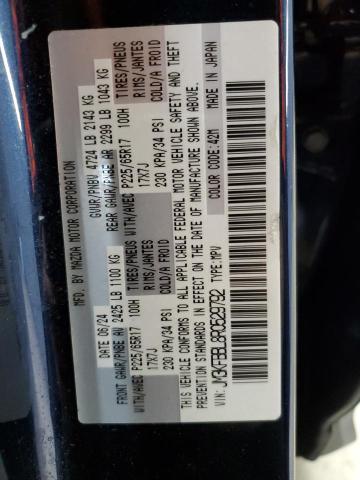 MFD. BY MAZDA MOTOR CORPORATION
DATE 06/24 GWR/PNBV 4724 LB 2143 KG
FRONT GAWR/PNBE AV 2425 LB 1100 KG REAR GAWR/PNBE AR 2299 LB 1043 KG
WITH/AVEC P225/65R17 TIRES/PNEUS WITH/AVEC P225/65R17 100H TIRES/PNEUS
17X7J RIMS/JANTES 17X7J RIMS/JANTES
230 KPA/34 PSI COLD/A FROID 230 KPA/34 PSI COLD/A FROID
THIS VEHICLE CONFORMS TO ALL APPLICABLE FEDERAL MOTOR VEHICLE SAFETY AND THEFT
PREVENTION STANDARDS IN EFFECT ON THE DATE OF MANUFACTURE SHOWN ABOVE.
TYPE: MPV COLOR CODE: 42M MADE IN JAPAN
VIN: